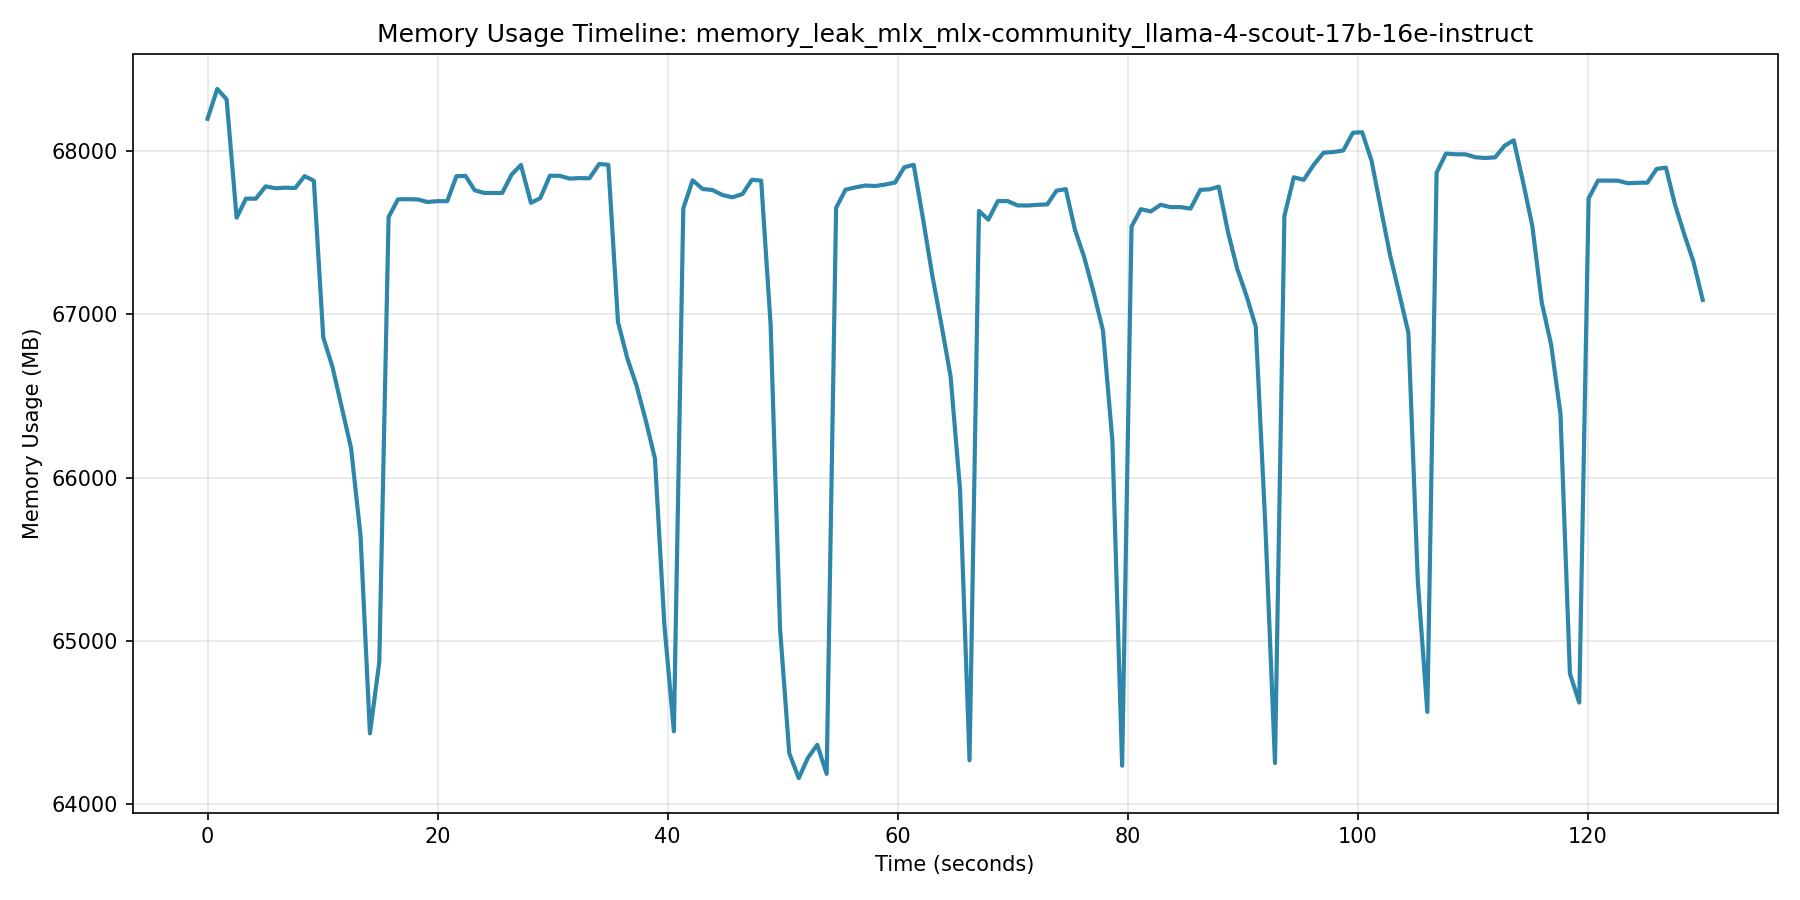 Memory Usage Timeline: memory_leak_mlx_mlx-community_llama-4-scout-17b-16e-instruct
Memory Usage (MB)
68000
67000
66000
65000
64000
0 20 40 60 80 100 120
Time (seconds)